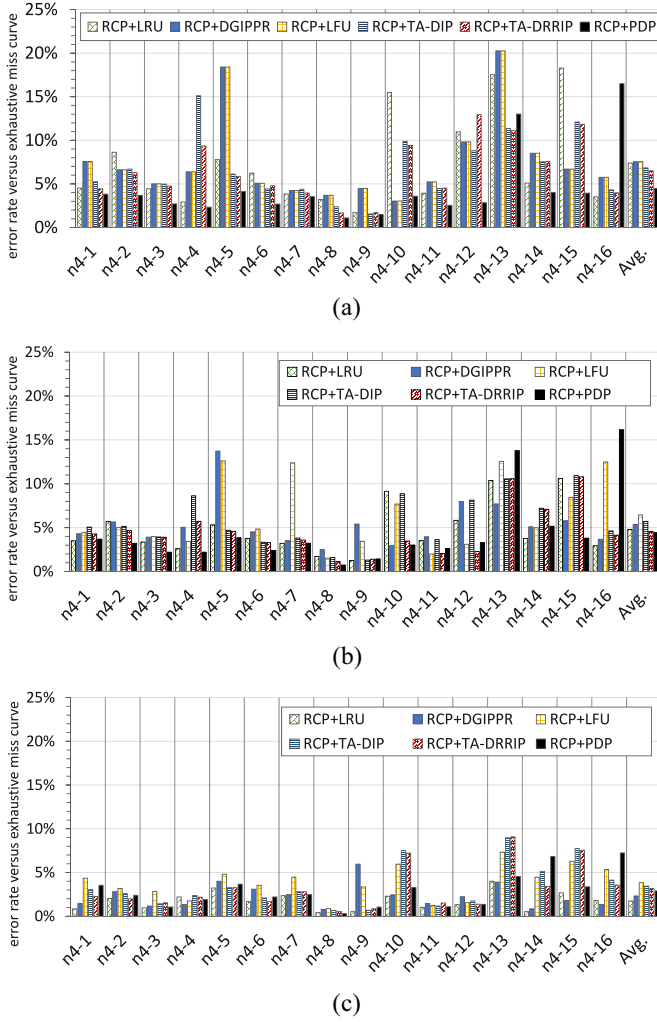 25%
20%
15%
10%
5%
0%
error rate versus exhaustive miss curve
RCP+LRU RCP+DGIPPR RCP+LFU RCP+TA-DIP RCP+TA-DRRIP RCP+PDP
n4-1 n4-2 n4-3 n4-4 n4-5 n4-6 n4-7 n4-8 n4-9 n4-10 n4-11 n4-12 n4-13 n4-14 n4-15 n4-16 Avg.
(a)
25%
20%
15%
10%
5%
0%
error rate versus exhaustive miss curve
RCP+LRU RCP+DGIPPR RCP+LFU
RCP+TA-DIP RCP+TA-DRRIP RCP+PDP
n4-1 n4-2 n4-3 n4-4 n4-5 n4-6 n4-7 n4-8 n4-9 n4-10 n4-11 n4-12 n4-13 n4-14 n4-15 n4-16 Avg.
(b)
25%
20%
15%
10%
5%
0%
error rate versus exhaustive miss curve
RCP+LRU RCP+DGIPPR RCP+LFU
RCP+TA-DIP RCP+TA-DRRIP RCP+PDP
n4-1 n4-2 n4-3 n4-4 n4-5 n4-6 n4-7 n4-8 n4-9 n4-10 n4-11 n4-12 n4-13 n4-14 n4-15 n4-16 Avg.
(c)